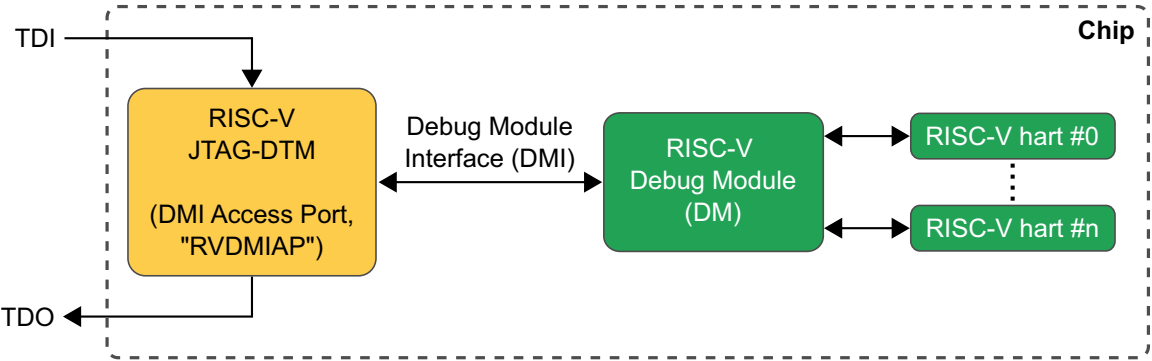 Chip
TDI
RISC-V
JTAG-DTM
(DMI Access Port,
"RVDMIAP")
Debug Module
Interface (DMI)
RISC-V
Debug Module
(DM)
RISC-V hart #0
RISC-V hart #n
TDO